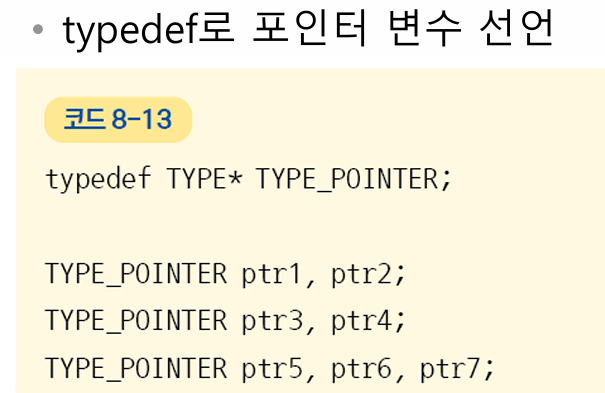 • typedef로 포인터 변수 선언
코드 8-13
typedef TYPE* TYPE_POINTER;
TYPE_POINTER ptr1, ptr2;
TYPE_POINTER ptr3, ptr4;
TYPE_POINTER ptr5, ptr6, ptr7;